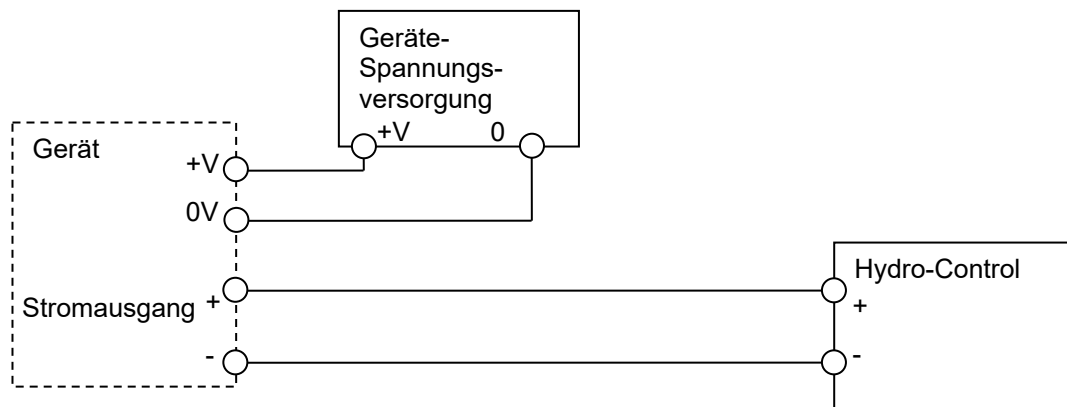 Geräte-
Spannungs-
versorgung
+V 0
Gerät
+V
0V
Hydro-Control
Stromausgang + +
- -